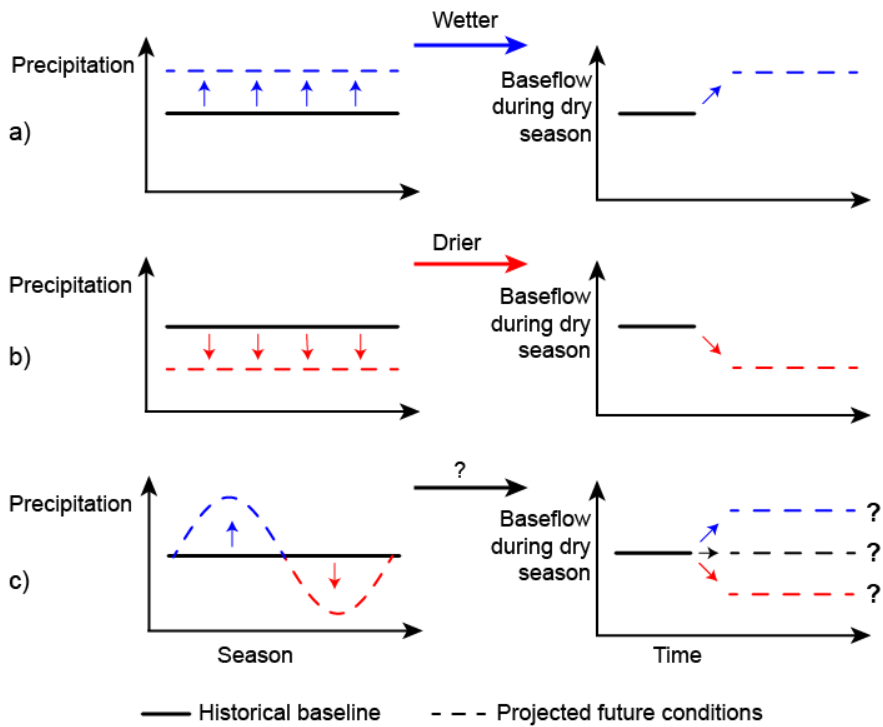 Wetter
Precipitation
Baseflow
during dry
season
a)
Drier
Precipitation
Baseflow
during dry
season
b)
?
Precipitation
Baseflow
during dry
season
?
?
?
c)
Season
Time
Historical baseline
Projected future conditions